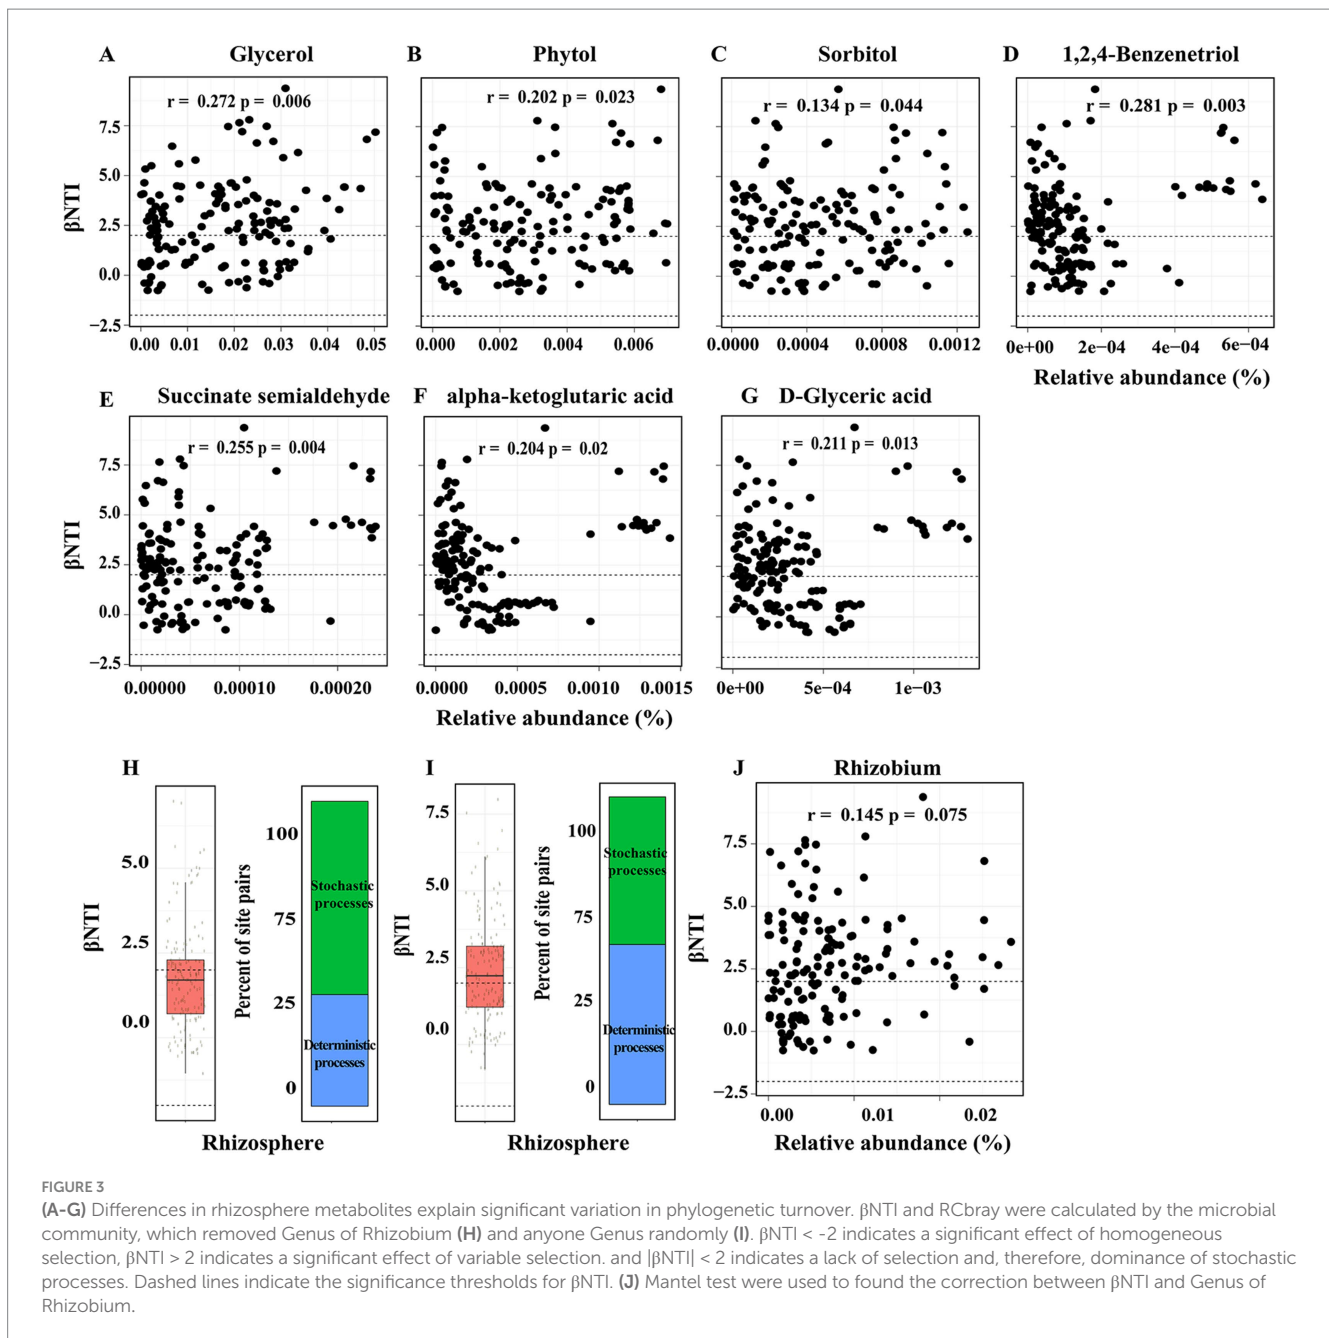 A Glycerol
r = 0.272 p = 0.006
βNTI
7.5
5.0
2.5
0.0
−2.5
0.00 0.01 0.02 0.03 0.04 0.05
B Phytol
r = 0.202 p = 0.023
0.000 0.002 0.004 0.006
C Sorbitol
r = 0.134 p = 0.044
0.0000 0.0004 0.0008 0.0012
D 1,2,4-Benzenetriol
r = 0.281 p = 0.003
0e+00 2e−04 4e−04 6e−04
Relative abundance (%)
E Succinate semialdehyde
r = 0.255 p = 0.004
βNTI
7.5
5.0
2.5
0.0
−2.5
0.00000 0.00010 0.00020
F alpha-ketoglutaric acid
r = 0.204 p = 0.02
0.0000 0.0005 0.0010 0.0015
Relative abundance (%)
G D-Glyceric acid
r = 0.211 p = 0.013
0e+00 5e−04 1e−03
H
βNTI
5.0
2.5
0.0
Percent of site pairs
100
75
25
0
Stochastic
processes
Deterministic
processes
Rhizosphere
I
βNTI
7.5
5.0
2.5
0.0
Percent of site pairs
100
75
25
0
Stochastic
processes
Deterministic
processes
Rhizosphere
J Rhizobium
r = 0.145 p = 0.075
βNTI
7.5
5.0
2.5
0.0
−2.5
0.00 0.01 0.02
Relative abundance (%)
FIGURE 3
(A-G) Differences in rhizosphere metabolites explain significant variation in phylogenetic turnover. βNTI and RCbray were calculated by the microbial
community, which removed Genus of Rhizobium (H) and anyone Genus randomly (I). βNTI < -2 indicates a significant effect of homogeneous
selection, βNTI > 2 indicates a significant effect of variable selection. and |βNTI| < 2 indicates a lack of selection and, therefore, dominance of stochastic
processes. Dashed lines indicate the significance thresholds for βNTI. (J) Mantel test were used to found the correction between βNTI and Genus of
Rhizobium.